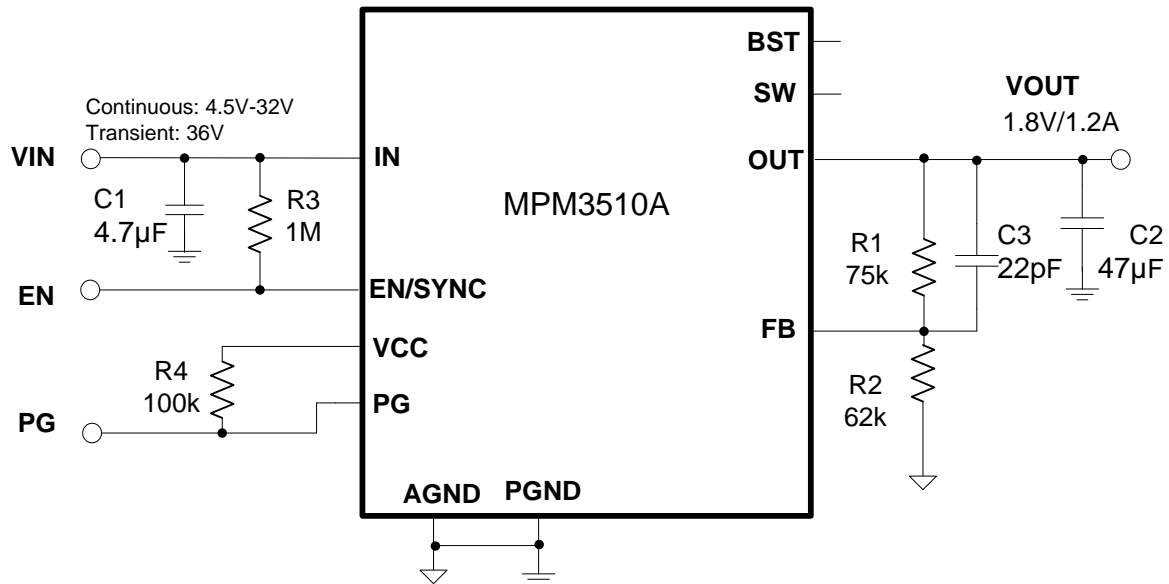 BST
SW
VOUT
1.8V/1.2A
Continuous: 4.5V-32V
Transient: 36V
VIN
IN
OUT
MPM3510A
C1
4.7µF
R3
1M
R1
75k
C3
22pF
C2
47µF
EN
EN/SYNC
FB
VCC
R4
100k
R2
62k
PG
PG
AGND
PGND